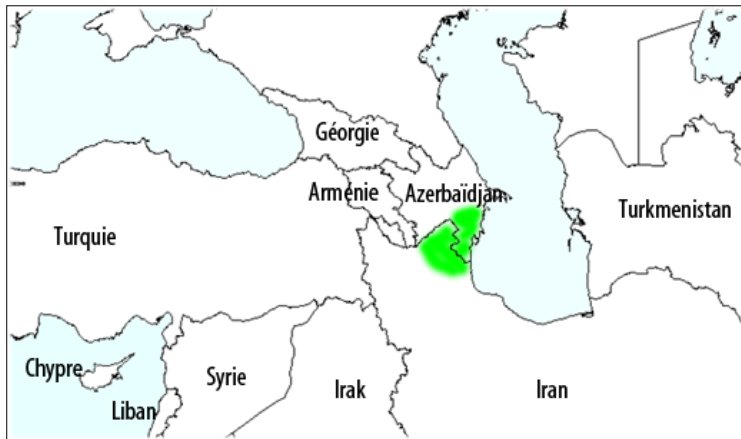 Géorgie
Arménie
Azerbaïdjan
Turkmenistan
Turquie
Chypre
Syrie
Liban
Irak
Iran